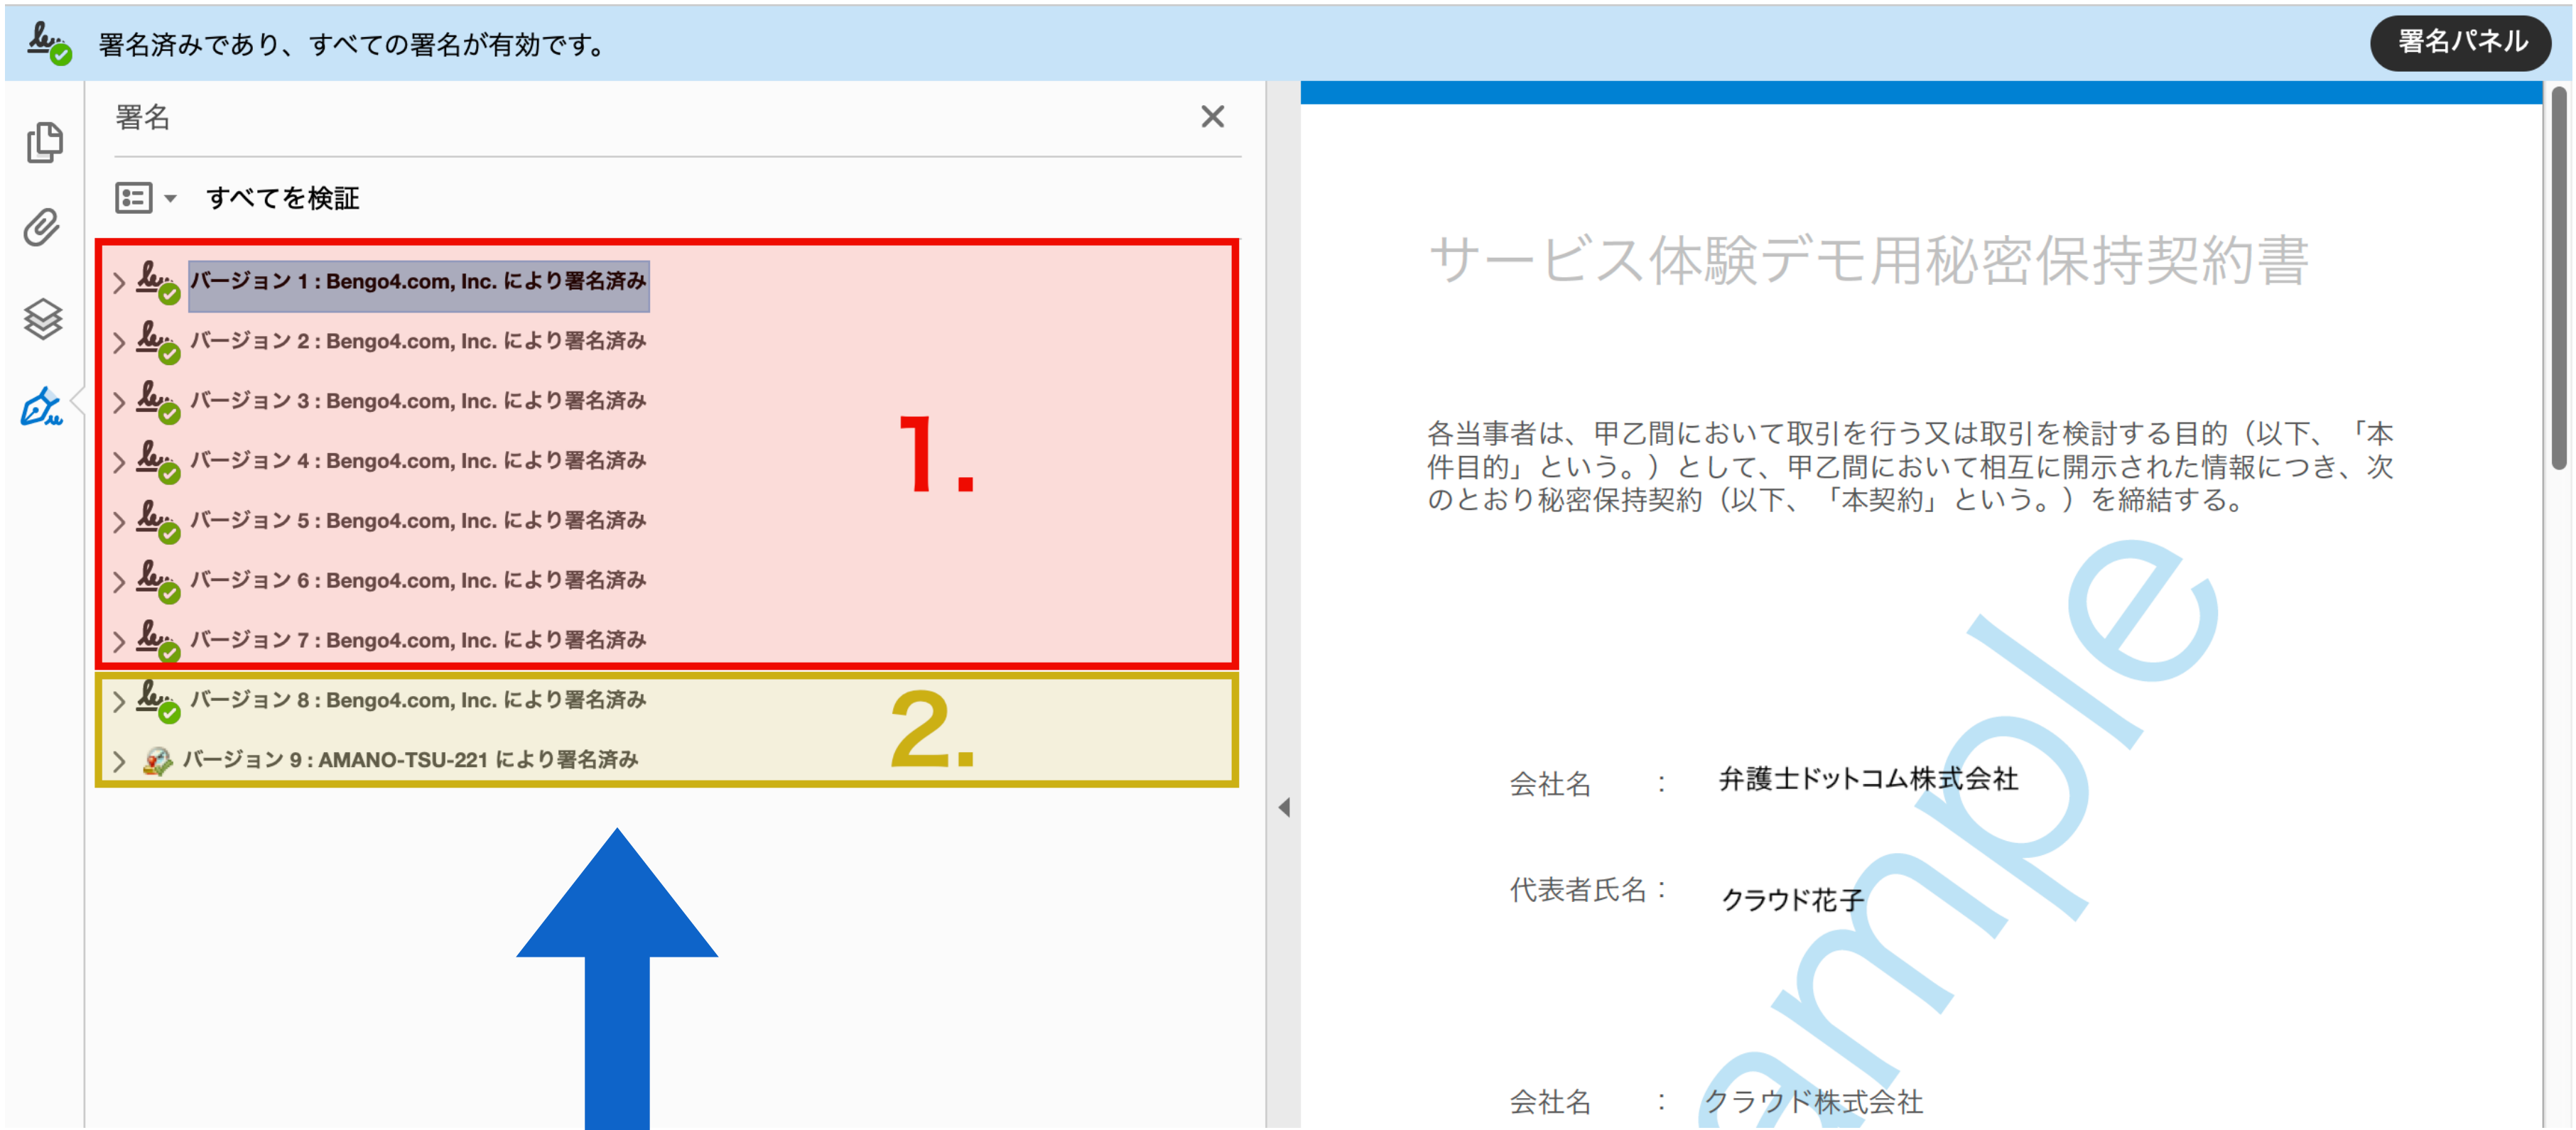 署名済みであり、すべての署名が有効です。
署名パネル
署名
すべてを検証
バージョン 1 : Bengo4.com, Inc. により署名済み
バージョン 2 : Bengo4.com, Inc. により署名済み
バージョン 3 : Bengo4.com, Inc. により署名済み
バージョン 4 : Bengo4.com, Inc. により署名済み
バージョン 5 : Bengo4.com, Inc. により署名済み
バージョン 6 : Bengo4.com, Inc. により署名済み
バージョン 7 : Bengo4.com, Inc. により署名済み
1.
バージョン 8 : Bengo4.com, Inc. により署名済み
バージョン 9 : AMANO-TSU-221 により署名済み
2.
サービス体験デモ用秘密保持契約書
各当事者は、甲乙間において取引を行う又は取引を検討する目的（以下、「本
件目的」という。）として、甲乙間において相互に開示された情報につき、次
のとおり秘密保持契約（以下、「本契約」という。）を締結する。
会社名 ： 弁護士ドットコム株式会社
代表者氏名： クラウド花子
会社名 ： クラウド株式会社
ample